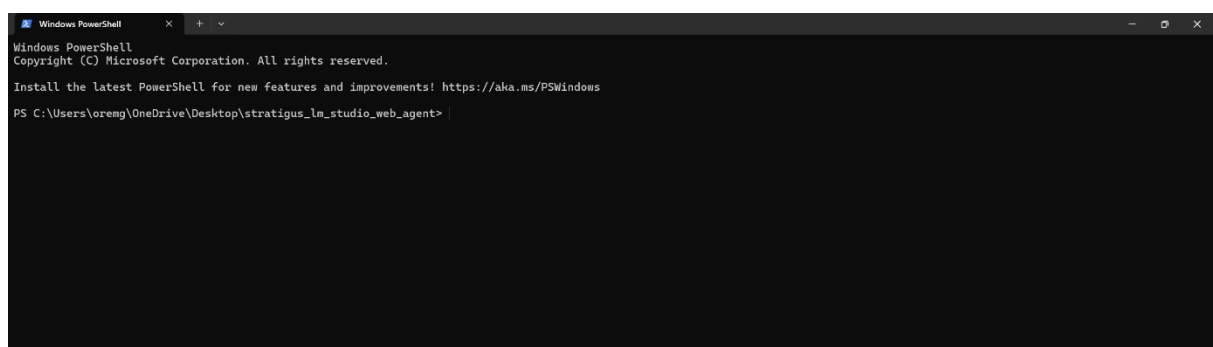 Windows PowerShell
Windows PowerShell
Copyright (C) Microsoft Corporation. All rights reserved.
Install the latest PowerShell for new features and improvements! https://aka.ms/PSWindows
PS C:\Users\oremg\OneDrive\Desktop\stratigus_lm_studio_web_agent>